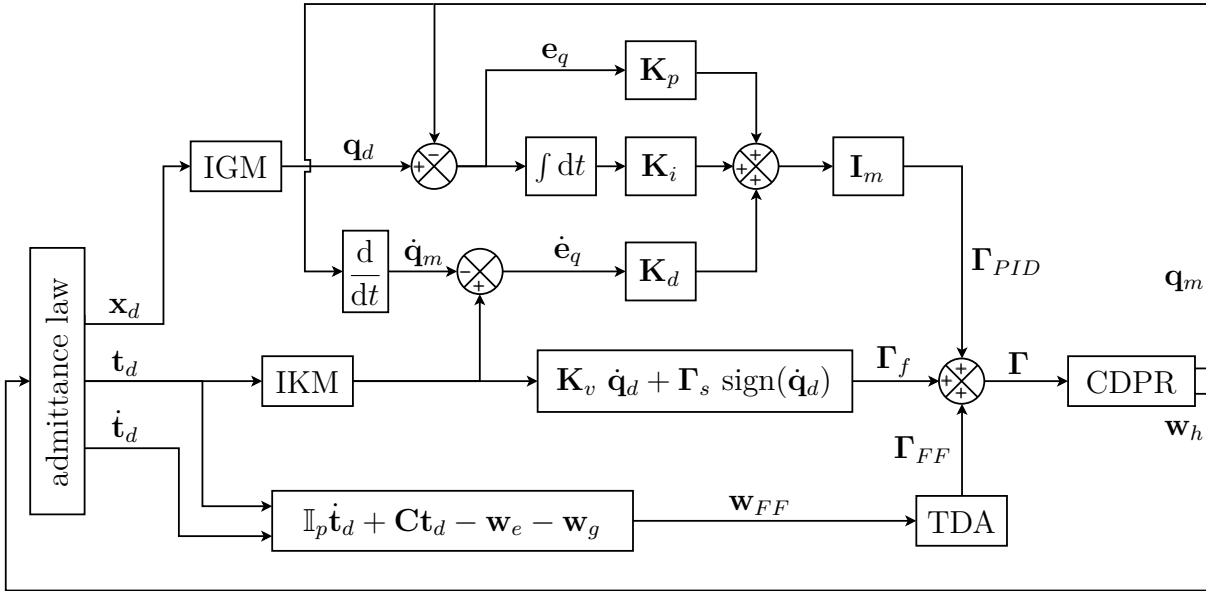 e_q
K_p
IGM
q_d
+
−
∫ dt
K_i
+
+
+
I_m
d/dt
q̇_m
-
+
ė_q
K_d
Γ_PID
q_m
admittance law
x_d
t_d
IKM
K_v q̇_d + Γ_s sign(q̇_d)
Γ_f
+
+
+
Γ
CDPR
ṫ_d
w_h
Γ_FF
𝕀_p ṫ_d + Ct_d − w_e − w_g
w_FF
TDA